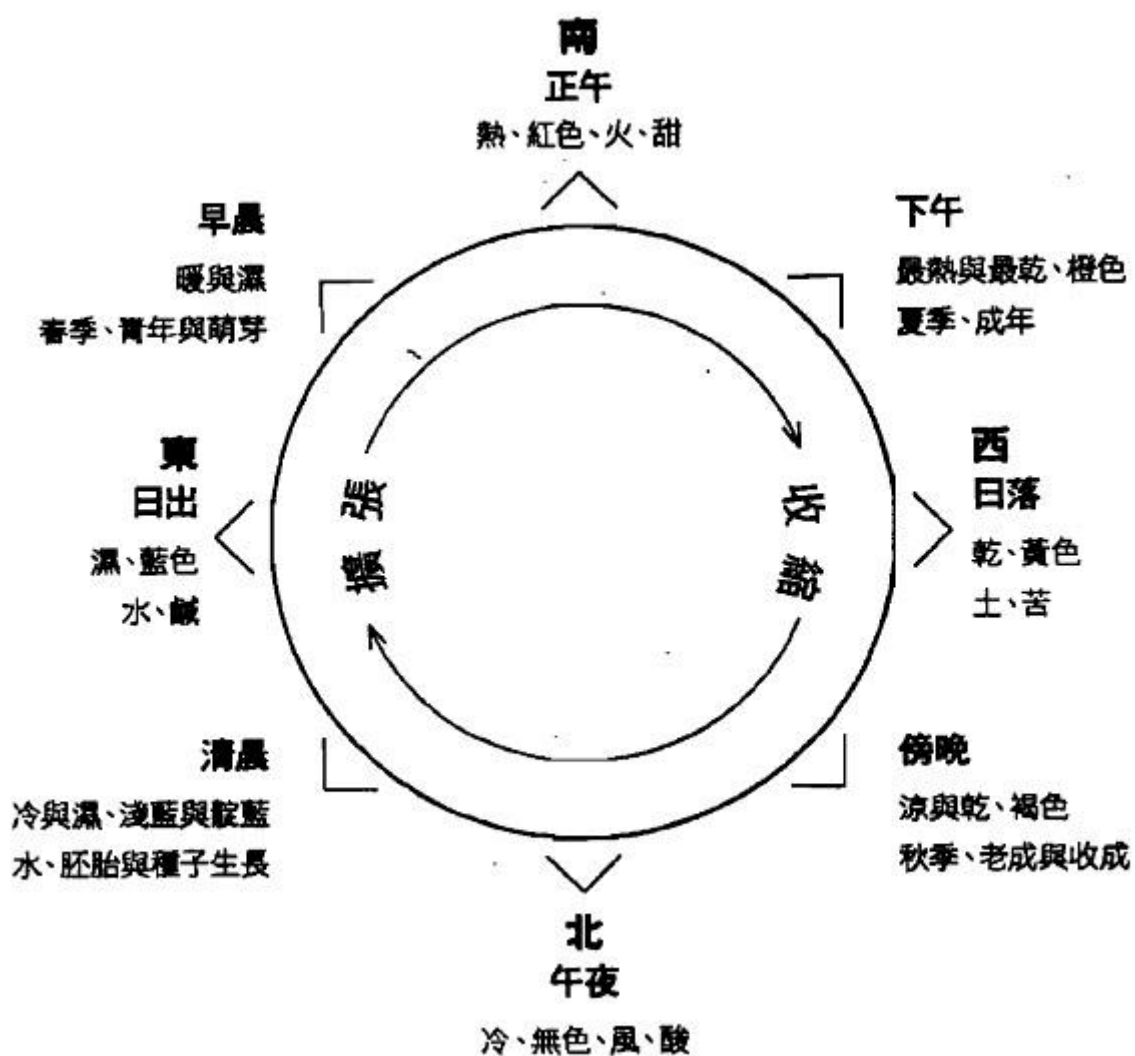 南
正午
熱、紅色、火、甜
早晨
暖與濕
春季、青年與萌芽
下午
最熱與最乾、橙色
夏季、成年
東
日出
濕、藍色
水、鹹
擴張
收縮
西
日落
乾、黃色
土、苦
清晨
冷與濕、淺藍與靛藍
水、胚胎與種子生長
傍晚
涼與乾、褐色
秋季、老成與收成
北
午夜
冷、無色、風、酸